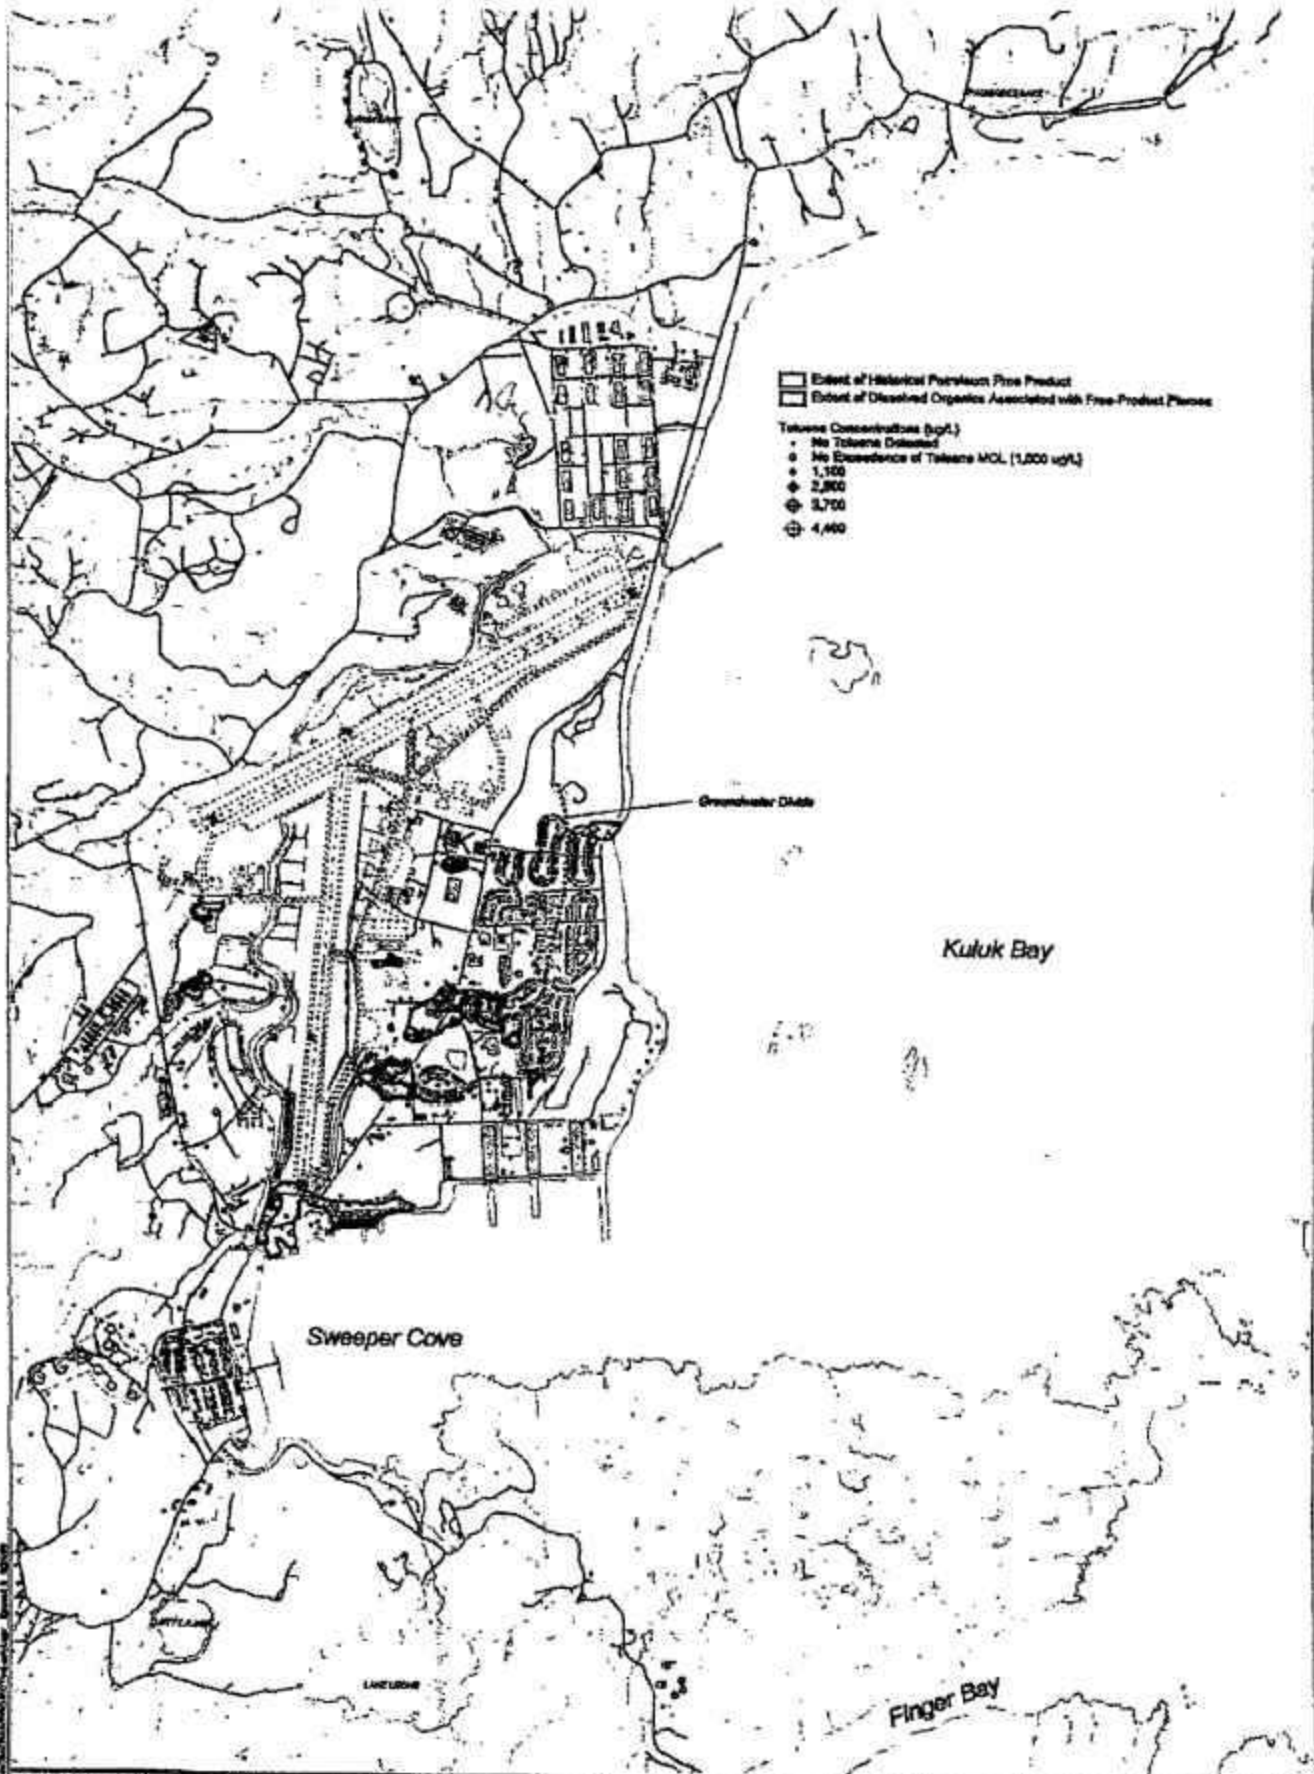 Extent of Historical Petroleum Free Product
Extent of Dissolved Organics Associated with Free-Product Plumes
Toluene Concentrations (ug/L)
No Toluene Detected
No Exceedence of Toluene MCL (1,000 ug/L)
1,100
2,800
3,700
4,400
Groundwater Divide
Kuluk Bay
Sweeper Cove
Finger Bay